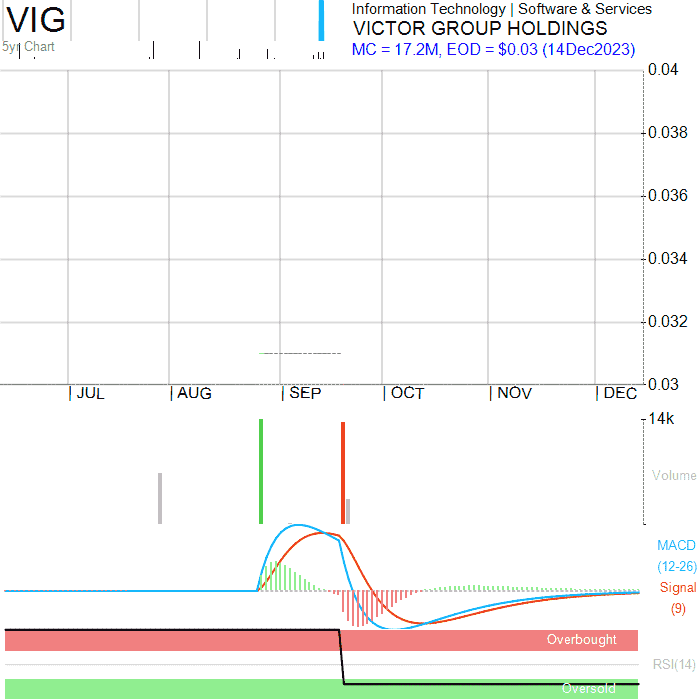 VIG
Information Technology | Software & Services
VICTOR GROUP HOLDINGS
5yr Chart
MC = 17.2M, EOD = $0.03 (14Dec2023)
0.04
0.038
0.036
0.034
0.032
0.03
| JUL | AUG | SEP | OCT | NOV | DEC
14k
Volume
MACD
(12-26)
Signal
(9)
Overbought
RSI(14)
Oversold